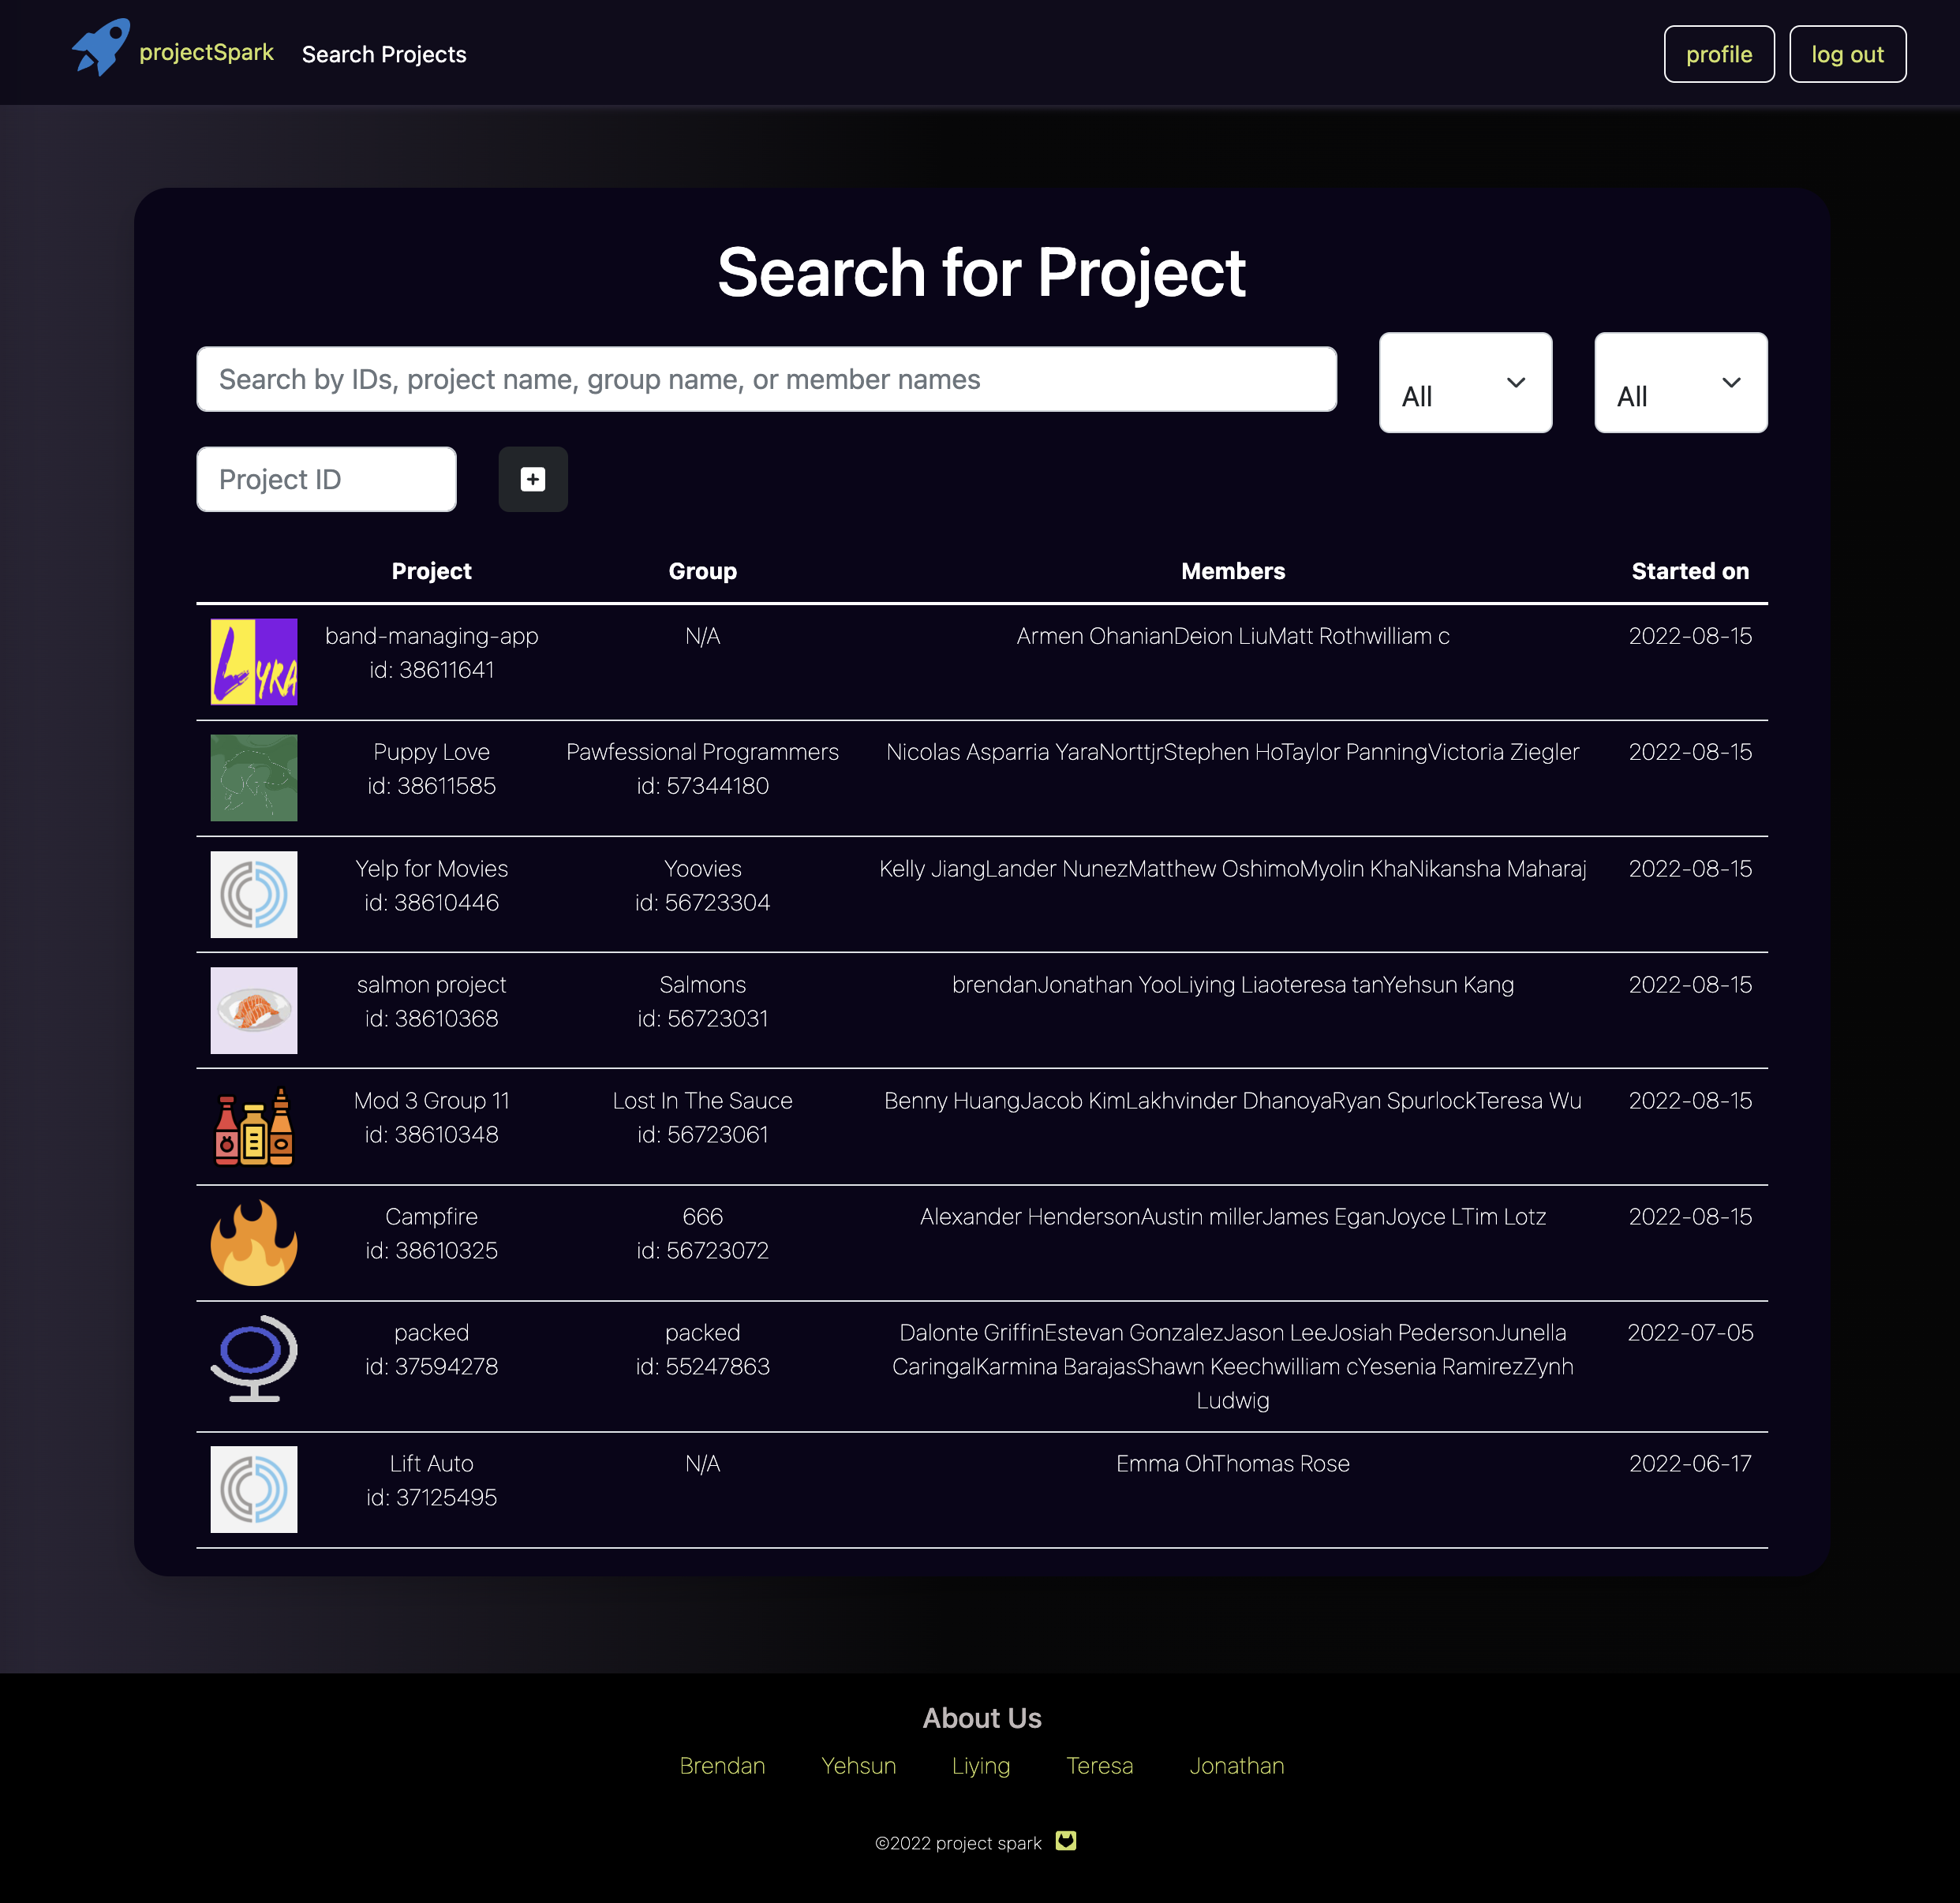 projectSpark
Search Projects
profile
log out
Search for Project
Search by IDs, project name, group name, or member names
All
All
Project ID
Project Group Members Started on
LYRA
band-managing-app N/A Armen OhanianDeion LiuMatt Rothwilliam c 2022-08-15
id: 38611641
Puppy Love Pawfessional Programmers Nicolas Asparria YaraNorttjrStephen HoTaylor PanningVictoria Ziegler 2022-08-15
id: 38611585 id: 57344180
Yelp for Movies Yoovies Kelly JiangLander NunezMatthew OshimoMyolin KhaNikansha Maharaj 2022-08-15
id: 38610446 id: 56723304
salmon project Salmons brendanJonathan YooLiying Liaoteresa tanYehsun Kang 2022-08-15
id: 38610368 id: 56723031
Mod 3 Group 11 Lost In The Sauce Benny HuangJacob KimLakhvinder DhanoyaRyan SpurlockTeresa Wu 2022-08-15
id: 38610348 id: 56723061
Campfire 666 Alexander HendersonAustin millerJames EganJoyce LTim Lotz 2022-08-15
id: 38610325 id: 56723072
packed packed Dalonte GriffinEstevan GonzalezJason LeeJosiah PedersonJunella 2022-07-05
id: 37594278 id: 55247863 CaringalKarmina BarajasShawn Keechwilliam cYesenia RamirezZynh
Ludwig
Lift Auto N/A Emma OhThomas Rose 2022-06-17
id: 37125495
About Us
Brendan Yehsun Liying Teresa Jonathan
©2022 project spark